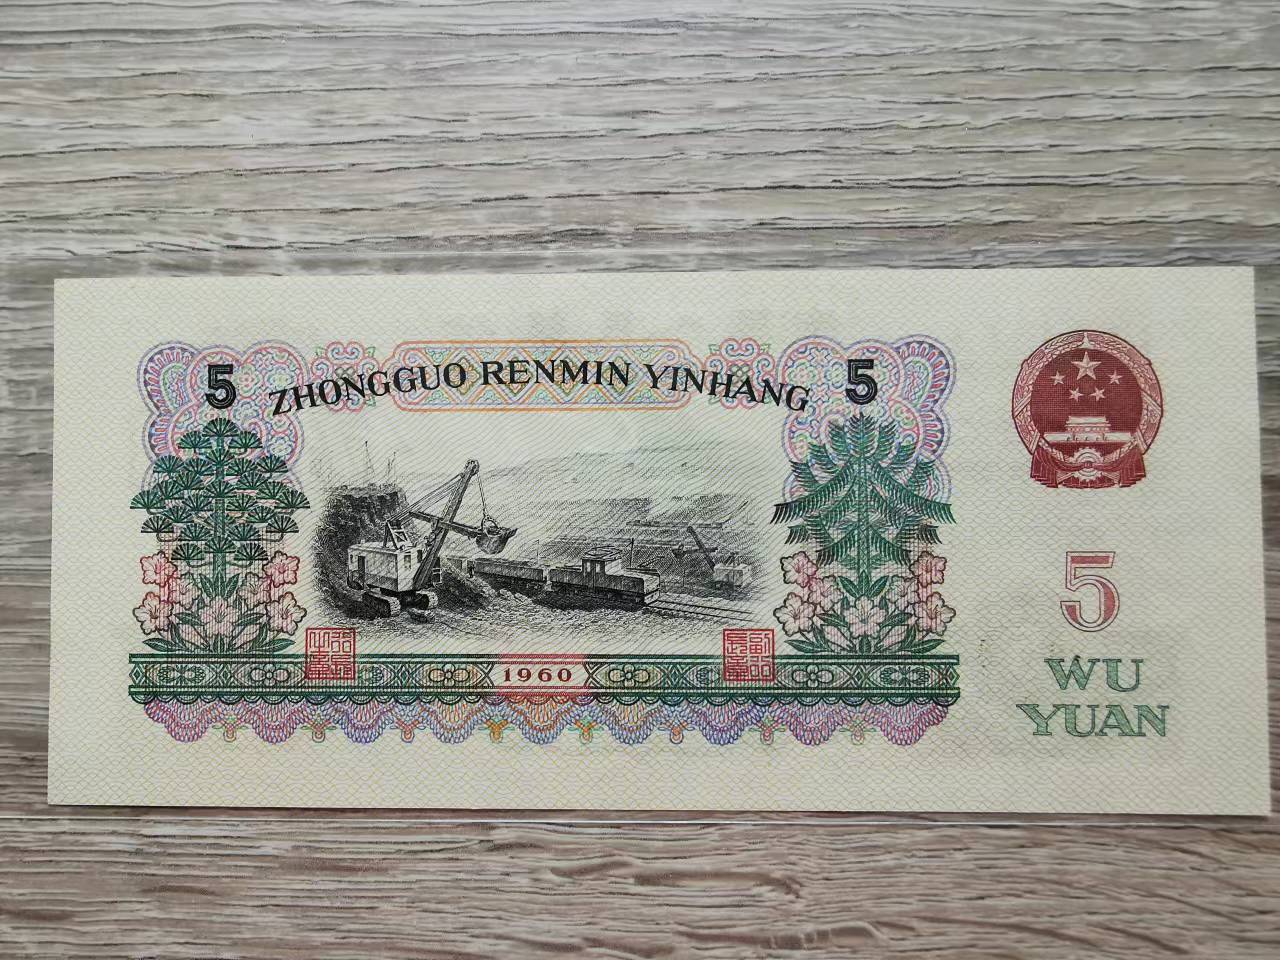 5 ZHONGGUO RENMIN YINHANG 5
1960
5
WU
YUAN